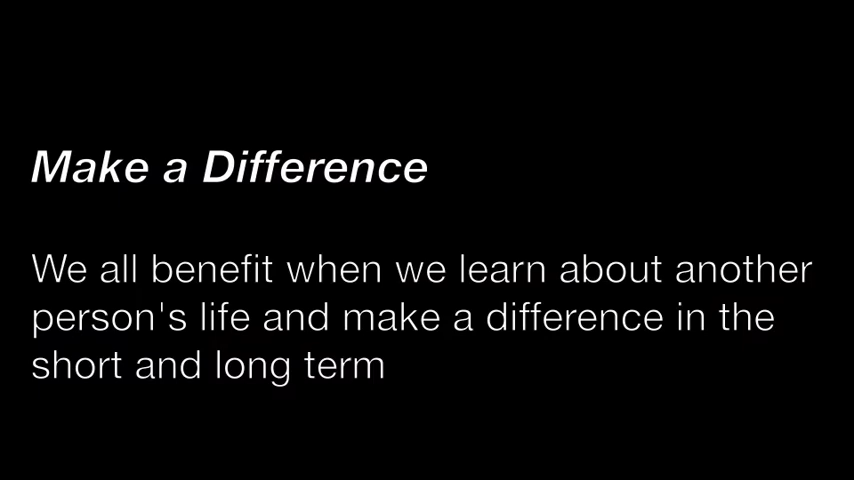 Make a Difference
We all benefit when we learn about another
person's life and make a difference in the
short and long term